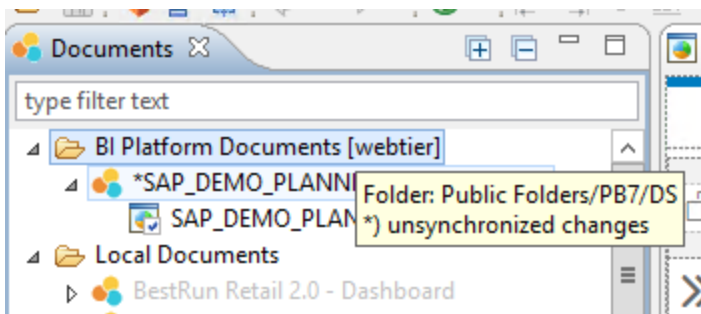 Documents
type filter text
BI Platform Documents [webtier]
*SAP_DEMO_PLANN
Folder: Public Folders/PB7/DS
SAP_DEMO_PLAN
*) unsynchronized changes
Local Documents
BestRun Retail 2.0 - Dashboard